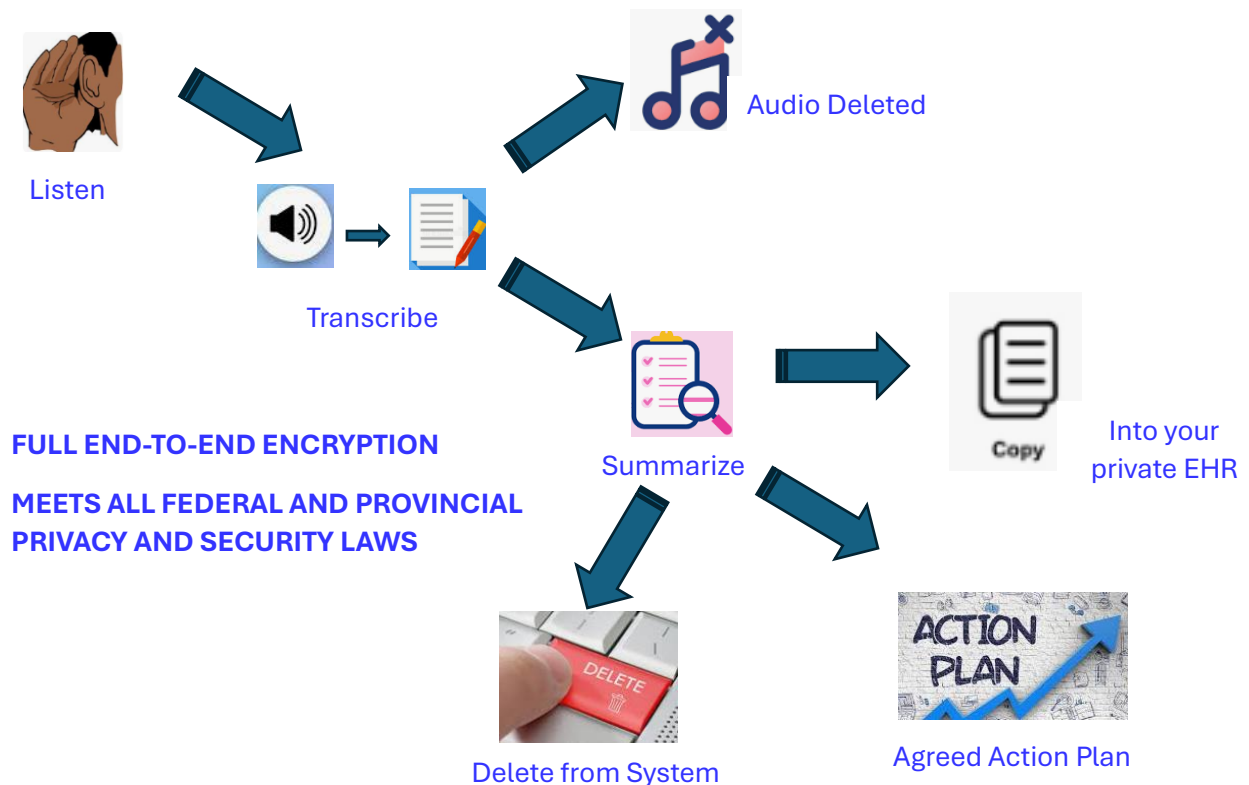 Audio Deleted
Listen
Transcribe
FULL END-TO-END ENCRYPTION
MEETS ALL FEDERAL AND PROVINCIAL
PRIVACY AND SECURITY LAWS
Summarize
Copy
Into your
private EHR
DELETE
Delete from System
ACTION
PLAN
Agreed Action Plan